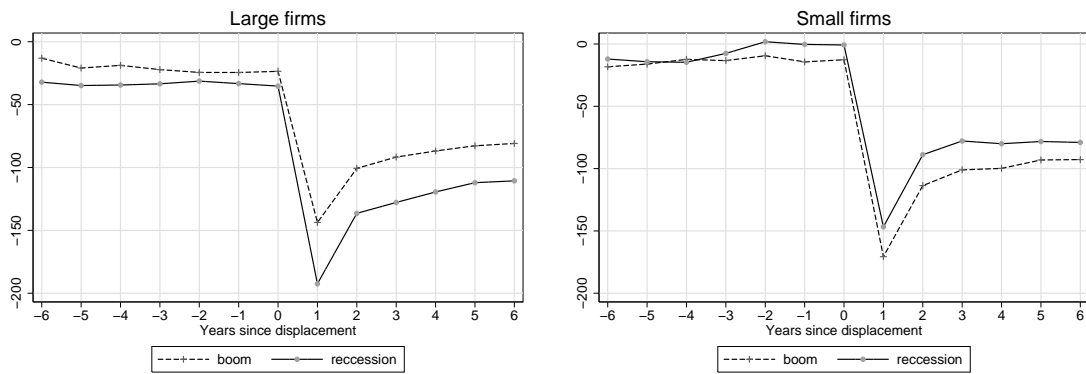 Large firms
0
−50
−100
−150
−200
−6 −5 −4 −3 −2 −1 0 1 2 3 4 5 6
Years since displacement
boom reccession
Small firms
0
−50
−100
−150
−200
−6 −5 −4 −3 −2 −1 0 1 2 3 4 5 6
Years since displacement
boom reccession